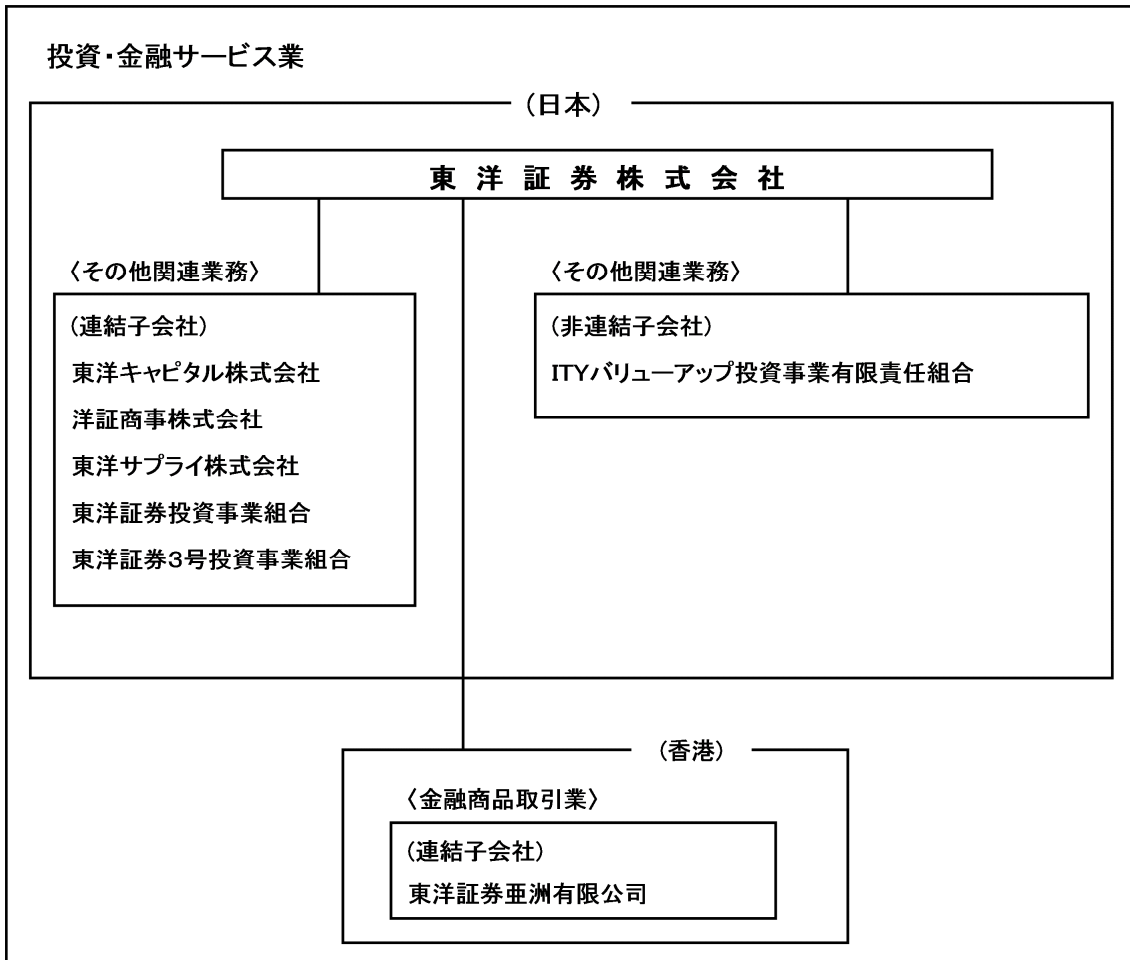 投資・金融サービス業
(日本)
東洋証券株式会社
〈その他関連業務〉
(連結子会社)
東洋キャピタル株式会社
洋証商事株式会社
東洋サプライ株式会社
東洋証券投資事業組合
東洋証券3号投資事業組合
〈その他関連業務〉
(非連結子会社)
ITYバリューアップ投資事業有限責任組合
(香港)
〈金融商品取引業〉
(連結子会社)
東洋証券亜洲有限公司